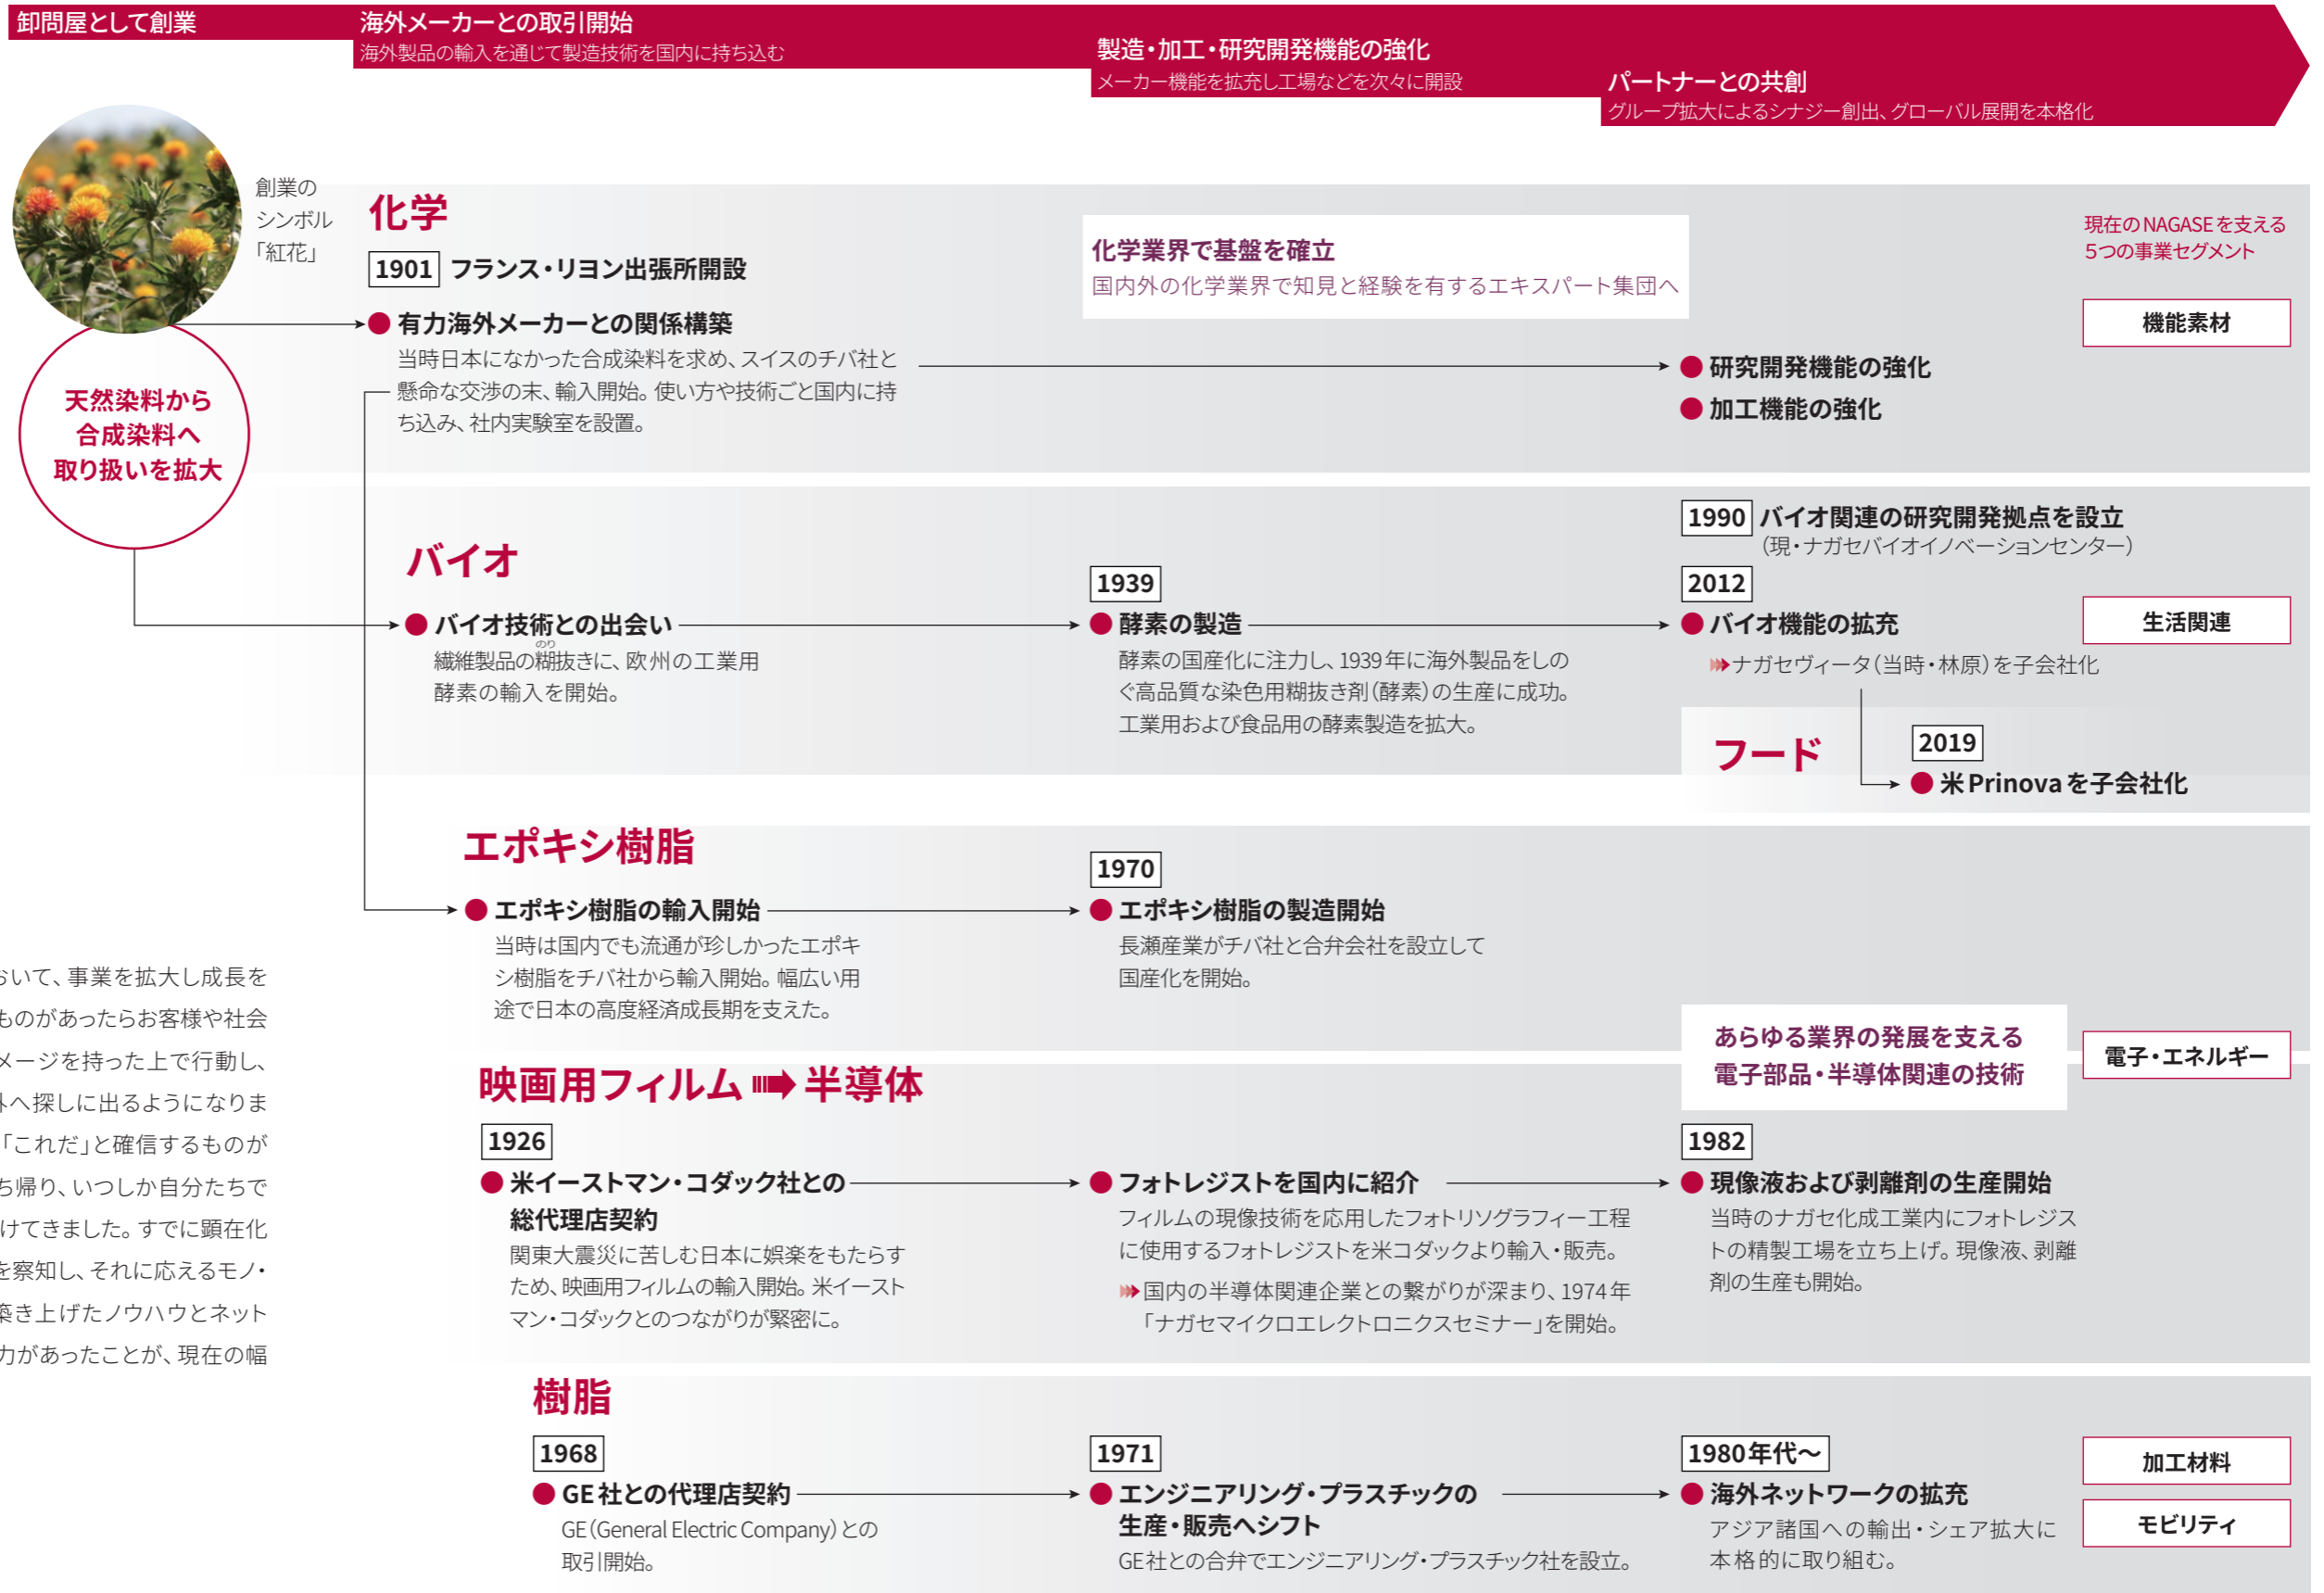 卸問屋として創業
海外メーカーとの取引開始
海外製品の輸入を通じて製造技術を国内に持ち込む
製造・加工・研究開発機能の強化
メーカー機能を拡充し工場などを次々に開設
パートナーとの共創
グループ拡大によるシナジー創出、グローバル展開を本格化
創業の
シンボル
「紅花」
天然染料から
合成染料へ
取り扱いを拡大
化学
1901 フランス・リヨン出張所開設
有力海外メーカーとの関係構築
当時日本になかった合成染料を求め、スイスのチバ社と
懸命な交渉の末、輸入開始。使い方や技術ごと国内に持
ち込み、社内実験室を設置。
化学業界で基盤を確立
国内外の化学業界で知見と経験を有するエキスパート集団へ
研究開発機能の強化
加工機能の強化
現在のNAGASEを支える
5つの事業セグメント
機能素材
バイオ
バイオ技術との出会い
のり
繊維製品の糊抜きに、欧州の工業用
酵素の輸入を開始。
1939
酵素の製造
酵素の国産化に注力し、1939年に海外製品をしの
ぐ高品質な染色用糊抜き剤（酵素）の生産に成功。
工業用および食品用の酵素製造を拡大。
1990 バイオ関連の研究開発拠点を設立
（現・ナガセバイオイノベーションセンター）
2012
バイオ機能の拡充
ナガセヴィータ（当時・林原）を子会社化
生活関連
フード
2019
米Prinovaを子会社化
エポキシ樹脂
エポキシ樹脂の輸入開始
当時は国内でも流通が珍しかったエポキ
シ樹脂をチバ社から輸入開始。幅広い用
途で日本の高度経済成長期を支えた。
1970
エポキシ樹脂の製造開始
長瀬産業がチバ社と合弁会社を設立して
国産化を開始。
あらゆる業界の発展を支える
電子部品・半導体関連の技術
電子・エネルギー
映画用フィルム 半導体
1926
米イーストマン・コダック社との
総代理店契約
関東大震災に苦しむ日本に娯楽をもたらす
ため、映画用フィルムの輸入開始。米イースト
マン・コダックとのつながりが緊密に。
フォトレジストを国内に紹介
フィルムの現像技術を応用したフォトリソグラフィー工程
に使用するフォトレジストを米コダックより輸入・販売。
国内の半導体関連企業との繋がりが深まり、1974年
「ナガセマイクロエレクトロニクスセミナー」を開始。
1982
現像液および剥離剤の生産開始
当時のナガセ化成工業内にフォトレジス
トの精製工場を立ち上げ。現像液、剥離
剤の生産も開始。
樹脂
1968
GE社との代理店契約
GE（General Electric Company）との
取引開始。
1971
エンジニアリング・プラスチックの
生産・販売へシフト
GE社との合弁でエンジニアリング・プラスチック社を設立。
1980年代〜
海外ネットワークの拡充
アジア諸国への輸出・シェア拡大に
本格的に取り組む。
加工材料
モビリティ
おいて、事業を拡大し成長を
ものがあったらお客様や社会
メージを持った上で行動し、
外へ探しに出るようになりま
「これだ」と確信するものが
ち帰り、いつしか自分たちで
けてきました。すでに顕在化
を察知し、それに応えるモノ・
築き上げたノウハウとネット
力があったことが、現在の幅